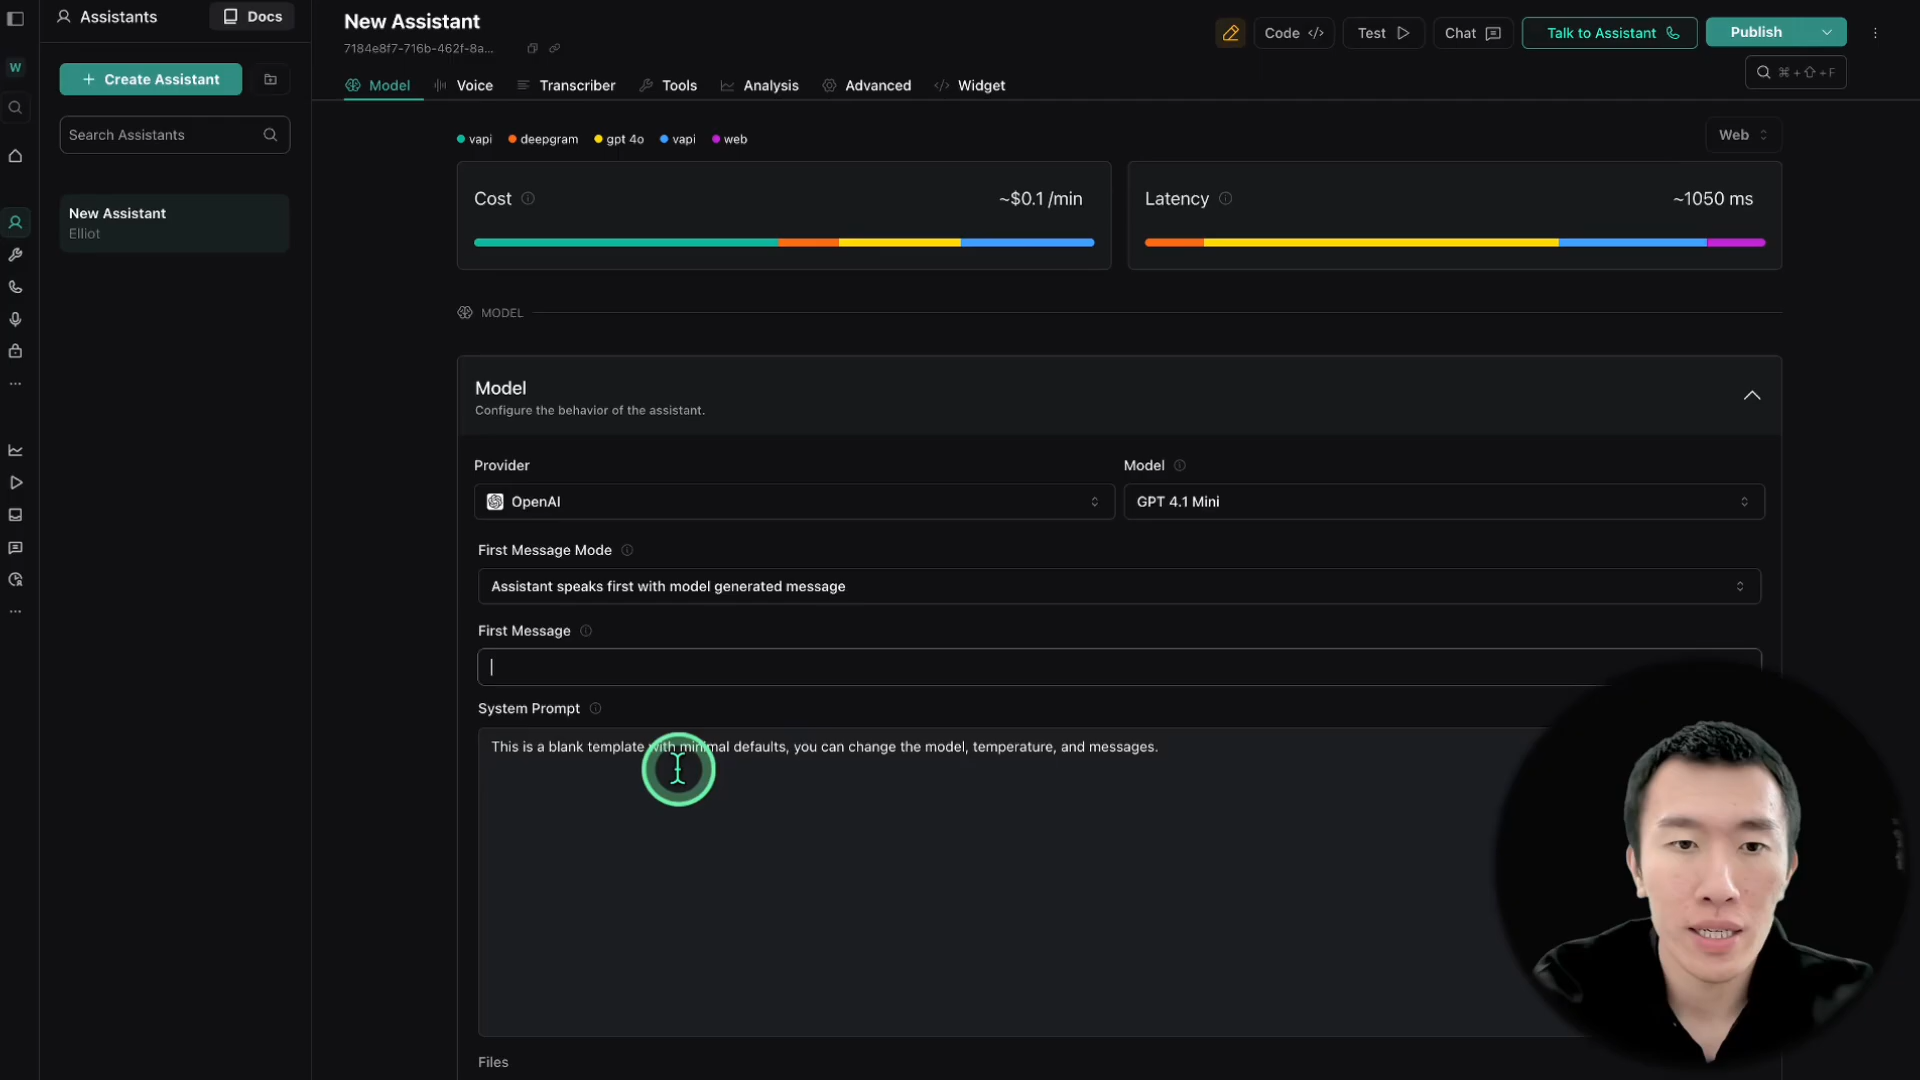 Assistants
Docs
New Assistant
7184e8f7-716b-462f-8a...
Code </>
Test
Chat
Talk to Assistant
Publish
W
Create Assistant
Model
Voice
Transcriber
Tools
Analysis
Advanced
Widget
⌘+⇧+F
Search Assistants
New Assistant
Elliot
vapi
deepgram
gpt 4o
vapi
web
Web
Cost
~$0.1 /min
Latency
~1050 ms
MODEL
Model
Configure the behavior of the assistant.
Provider
Model
OpenAI
GPT 4.1 Mini
First Message Mode
Assistant speaks first with model generated message
First Message
System Prompt
This is a blank template with minimal defaults, you can change the model, temperature, and messages.
Files